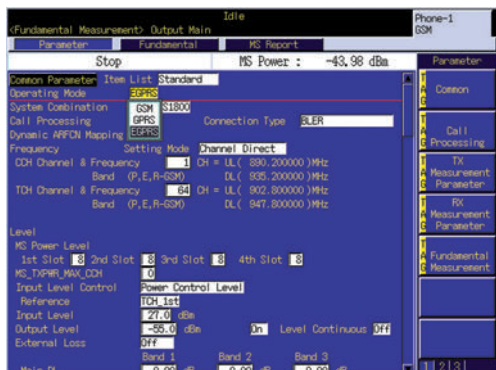 Idle
Phone-1
<Fundamental Measurement> Output Main
GSM
Parameter Fundamental MS Report
Stop MS Power : -43.98 dBm
Parameter
Common Parameter Item List Standard
Operating Mode EGPRS
GSM
GPRS
EGPRS
System Combination S1800
Call Processing Connection Type BLER
Dynamic ARFCN Mapping
Frequency Setting Mode Channel Direct
CCH Channel & Frequency 1 CH = UL( 890.200000)MHz
Band (P,E,R-GSM) DL( 935.200000)MHz
TCH Channel & Frequency 64 CH = UL( 902.800000)MHz
Band (P,E,R-GSM) DL( 947.800000)MHz
Level
MS Power Level
1st Slot 8 2nd Slot 8 3rd Slot 8 4th Slot 8
MS_TXPWR_MAX_CCH 0
Input Level Control Power Control Level
Reference TCH_1st
Input Level 27.0 dBm
Output Level -55.0 dBm On Level Continuous Off
External Loss Off
Band 1 Band 2 Band 3
TAG Common
TAG Call Processing
TAG TX Measurement Parameter
TAG RX Measurement Parameter
TAG Fundamental Measurement
1 2 3